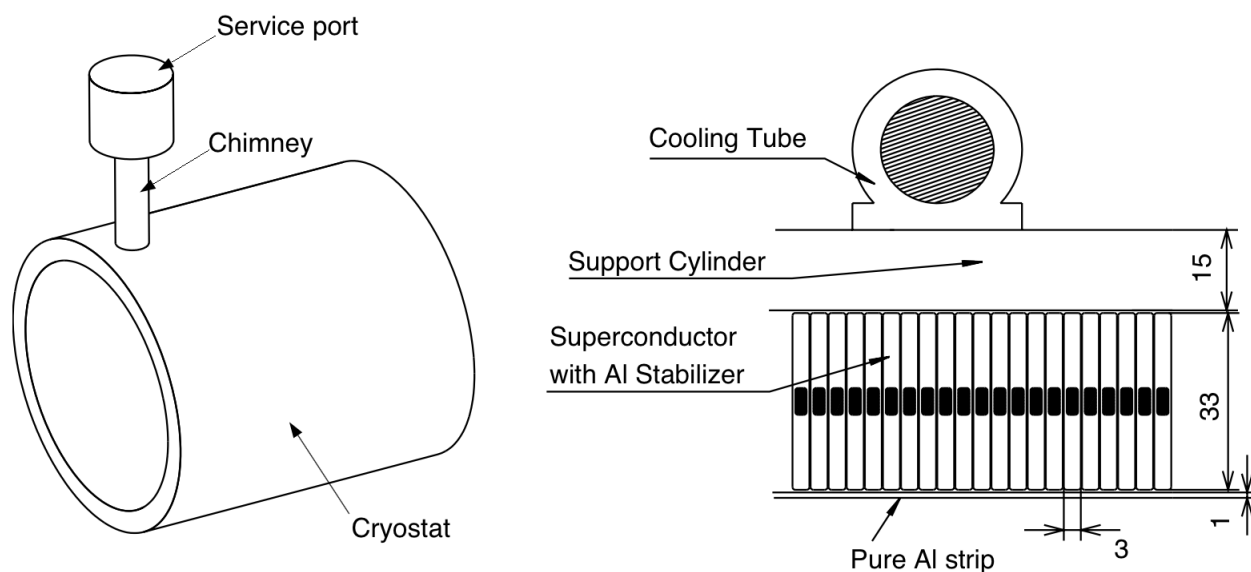 Service port
Chimney
Cryostat
Cooling Tube
Support Cylinder
Superconductor
with Al Stabilizer
Pure Al strip
15
33
1
3